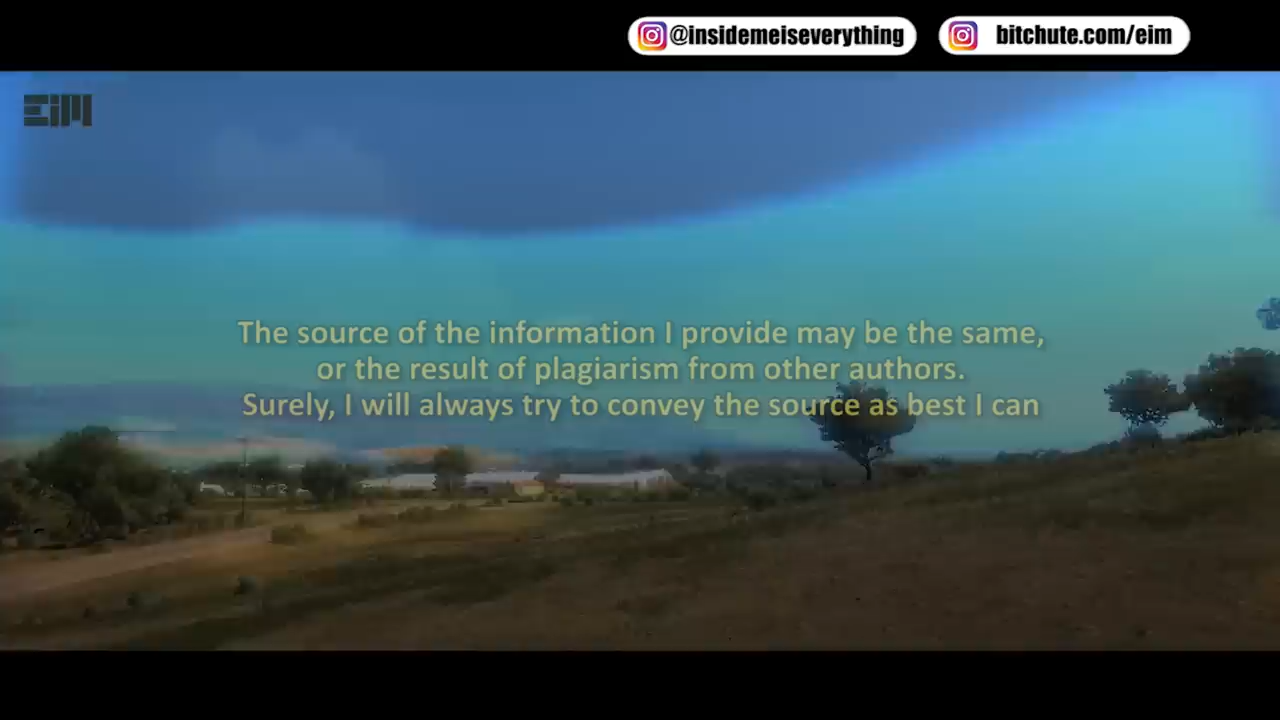 @insidemeiseverything
bitchute.com/eim
EIM
The source of the information I provide may be the same,
or the result of plagiarism from other authors.
Surely, I will always try to convey the source as best I can